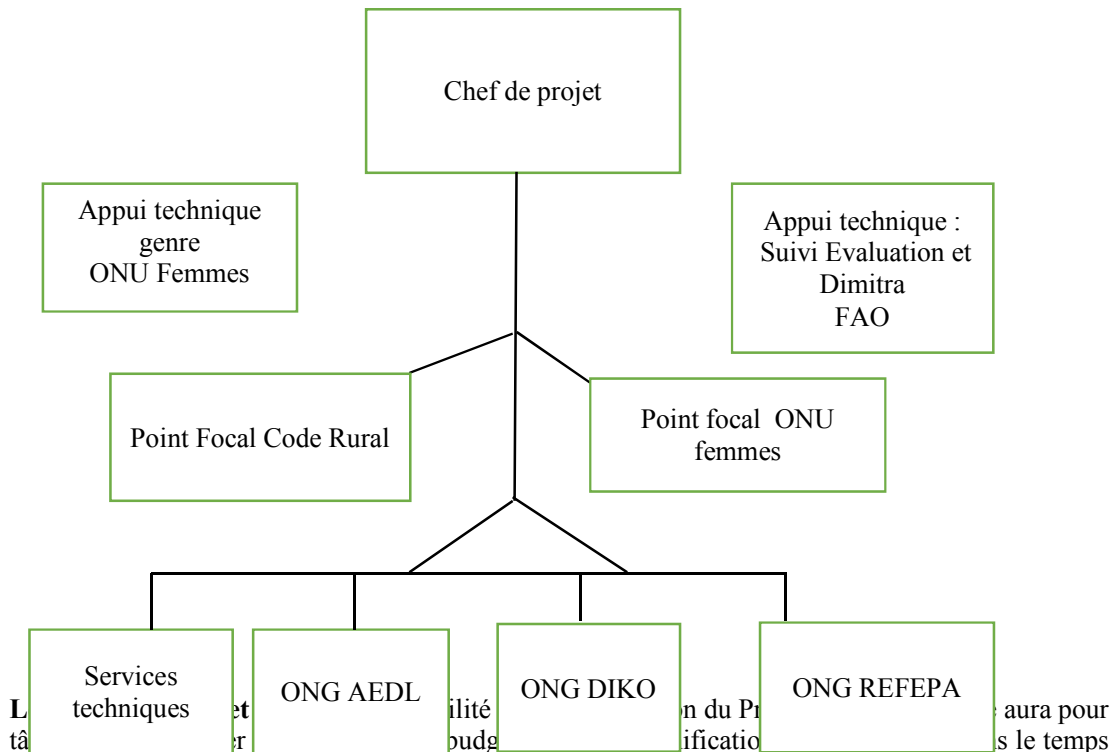 Chef de projet
Appui technique
genre
ONU Femmes
Appui technique :
Suivi Evaluation et
Dimitra
FAO
Point Focal Code Rural
Point focal ONU
femmes
Services
techniques
ONG AEDL
ONG DIKO
ONG REFEPA
aura pour
le temps